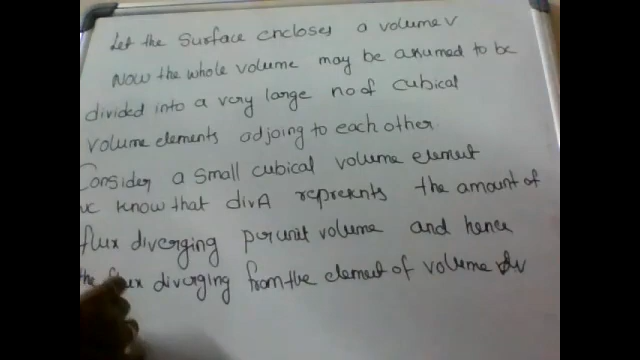 Let the Surface encloses a volume v
Now the whole volume may be assumed to be
divided into a very large no of cubical
volume elements adjoing to each other
Consider a small cubical volume element
we know that divA represents the amount of
flux diverging per unit volume and hence
the flux diverging from the element of volume dv